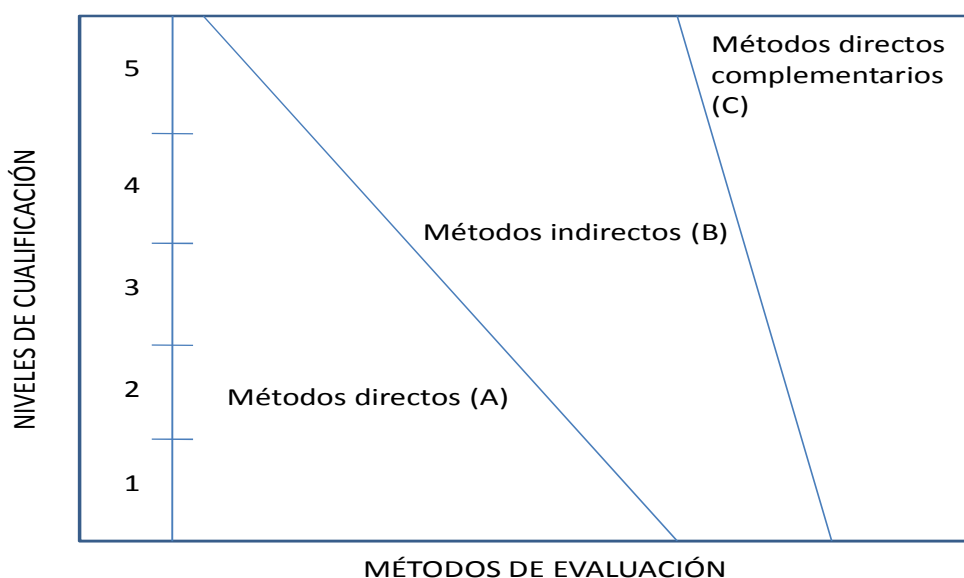 NIVELES DE CUALIFICACIÓN
5
4
3
2
1
Métodos directos
complementarios
(C)
Métodos indirectos (B)
Métodos directos (A)
MÉTODOS DE EVALUACIÓN